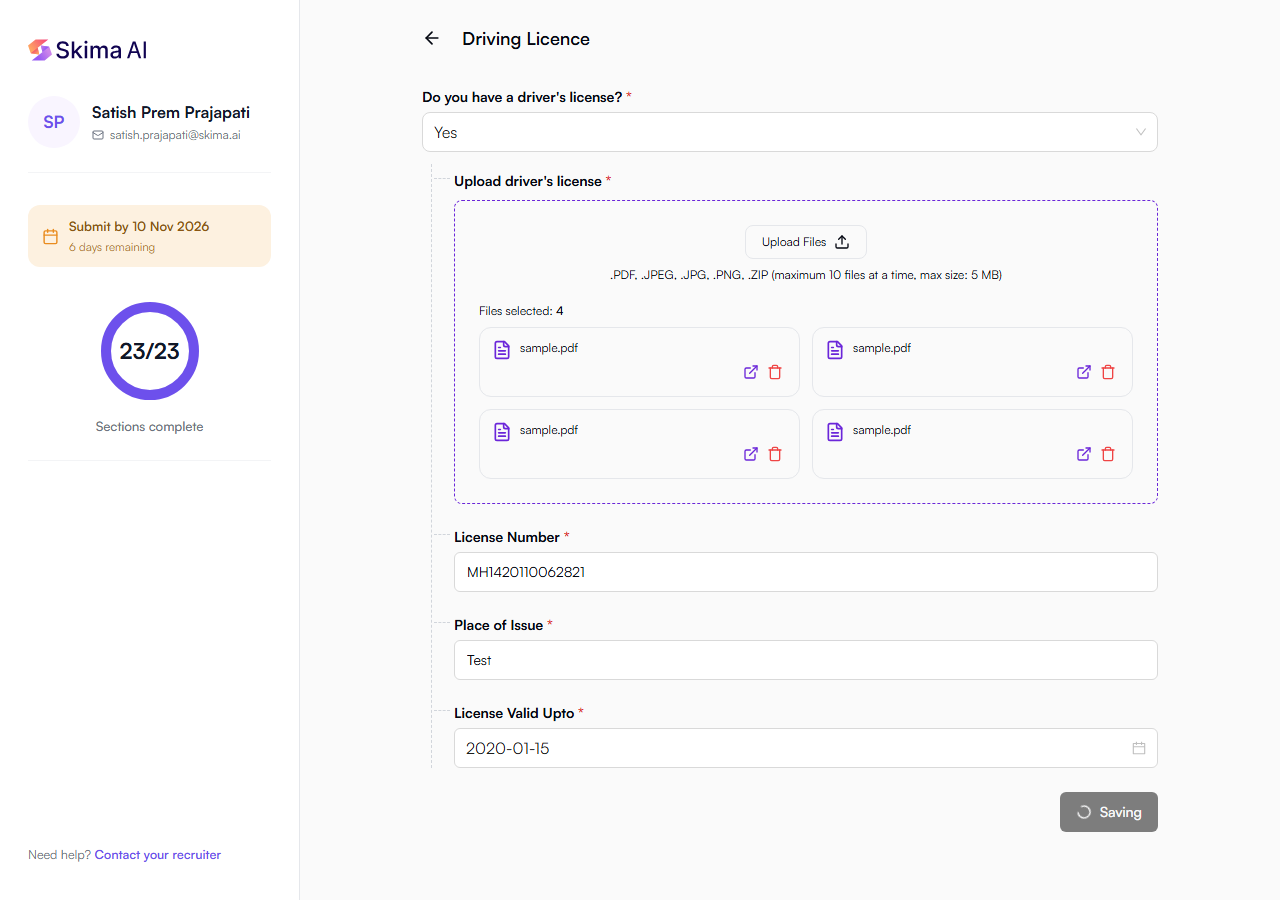 Skima AI
SP
Satish Prem Prajapati
satish.prajapati@skima.ai
Submit by 10 Nov 2026
6 days remaining
23/23
Sections complete
Need help? Contact your recruiter
Driving Licence
Do you have a driver's license? *
Yes
Upload driver's license *
Upload Files
.PDF, .JPEG, .JPG, .PNG, .ZIP (maximum 10 files at a time, max size: 5 MB)
Files selected: 4
sample.pdf
sample.pdf
sample.pdf
sample.pdf
License Number *
MH1420110062821
Place of Issue *
Test
License Valid Upto *
2020-01-15
Saving